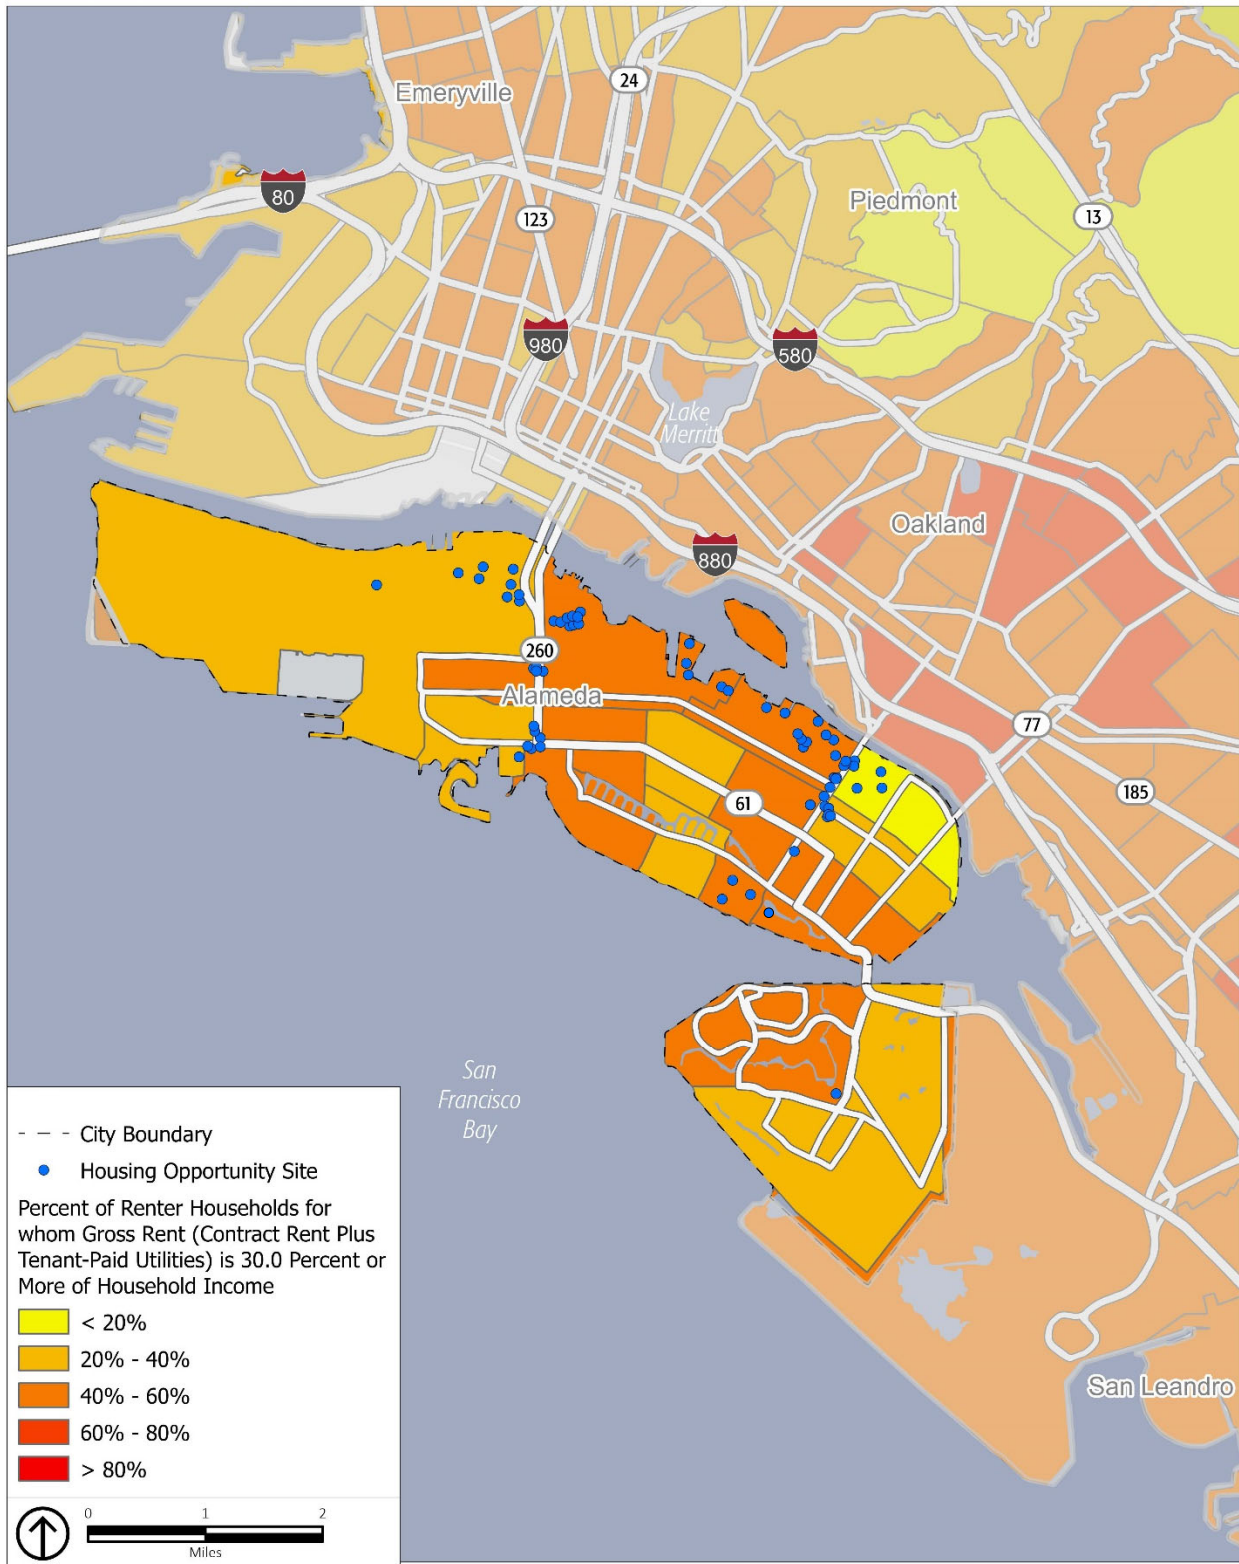 Emeryville
24
80
123
Piedmont
13
980
580
Lake
Merritt
Oakland
880
260
Alameda
77
61
185
San
Francisco
Bay
San Leandro
City Boundary
Housing Opportunity Site
Percent of Renter Households for
whom Gross Rent (Contract Rent Plus
Tenant-Paid Utilities) is 30.0 Percent or
More of Household Income
< 20%
20% - 40%
40% - 60%
60% - 80%
> 80%
0 1 2
Miles